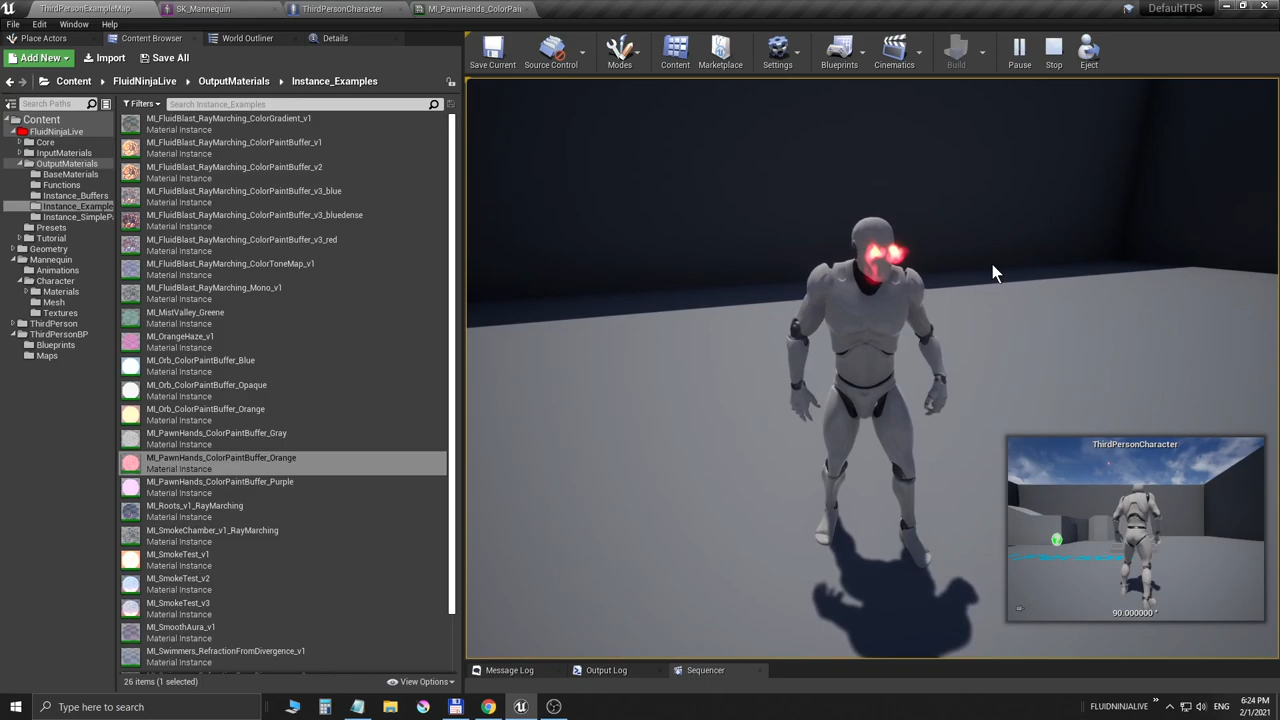 ThirdPersonExampleMap
SK_Mannequin
ThirdPersonCharacter
MI_PawnHands_ColorPain
DefaultTPS
File Edit Window Help
Place Actors
Content Browser
World Outliner
Details
Add New
Import
Save All
Save Current
Source Control
Modes
Content
Marketplace
Settings
Blueprints
Cinematics
Build
Pause
Stop
Eject
Content FluidNinjaLive OutputMaterials Instance_Examples
Search Paths
Filters
Search Instance_Examples
Content
FluidNinjaLive
Core
InputMaterials
OutputMaterials
BaseMaterials
Functions
Instance_Buffers
Instance_Example
Instance_SimpleP
Presets
Tutorial
Geometry
Mannequin
Animations
Character
Materials
Mesh
Textures
ThirdPerson
ThirdPersonBP
Blueprints
Maps
MI_FluidBlast_RayMarching_ColorGradient_v1
Material Instance
MI_FluidBlast_RayMarching_ColorPaintBuffer_v1
Material Instance
MI_FluidBlast_RayMarching_ColorPaintBuffer_v2
Material Instance
MI_FluidBlast_RayMarching_ColorPaintBuffer_v3_blue
Material Instance
MI_FluidBlast_RayMarching_ColorPaintBuffer_v3_bluedense
Material Instance
MI_FluidBlast_RayMarching_ColorPaintBuffer_v3_red
Material Instance
MI_FluidBlast_RayMarching_ColorToneMap_v1
Material Instance
MI_FluidBlast_RayMarching_Mono_v1
Material Instance
MI_MistValley_Greene
Material Instance
MI_OrangeHaze_v1
Material Instance
MI_Orb_ColorPaintBuffer_Blue
Material Instance
MI_Orb_ColorPaintBuffer_Opaque
Material Instance
MI_Orb_ColorPaintBuffer_Orange
Material Instance
MI_PawnHands_ColorPaintBuffer_Gray
Material Instance
MI_PawnHands_ColorPaintBuffer_Orange
Material Instance
MI_PawnHands_ColorPaintBuffer_Purple
Material Instance
MI_Roots_v1_RayMarching
Material Instance
MI_SmokeChamber_v1_RayMarching
Material Instance
MI_SmokeTest_v1
Material Instance
MI_SmokeTest_v2
Material Instance
MI_SmokeTest_v3
Material Instance
MI_SmoothAura_v1
Material Instance
MI_Swimmers_RefractionFromDivergence_v1
Material Instance
26 items (1 selected)
View Options
ThirdPersonCharacter
90.000000 °
Message Log
Output Log
Sequencer
Type here to search
FLUIDNINJALIVE
ENG
6:24 PM
2/1/2021